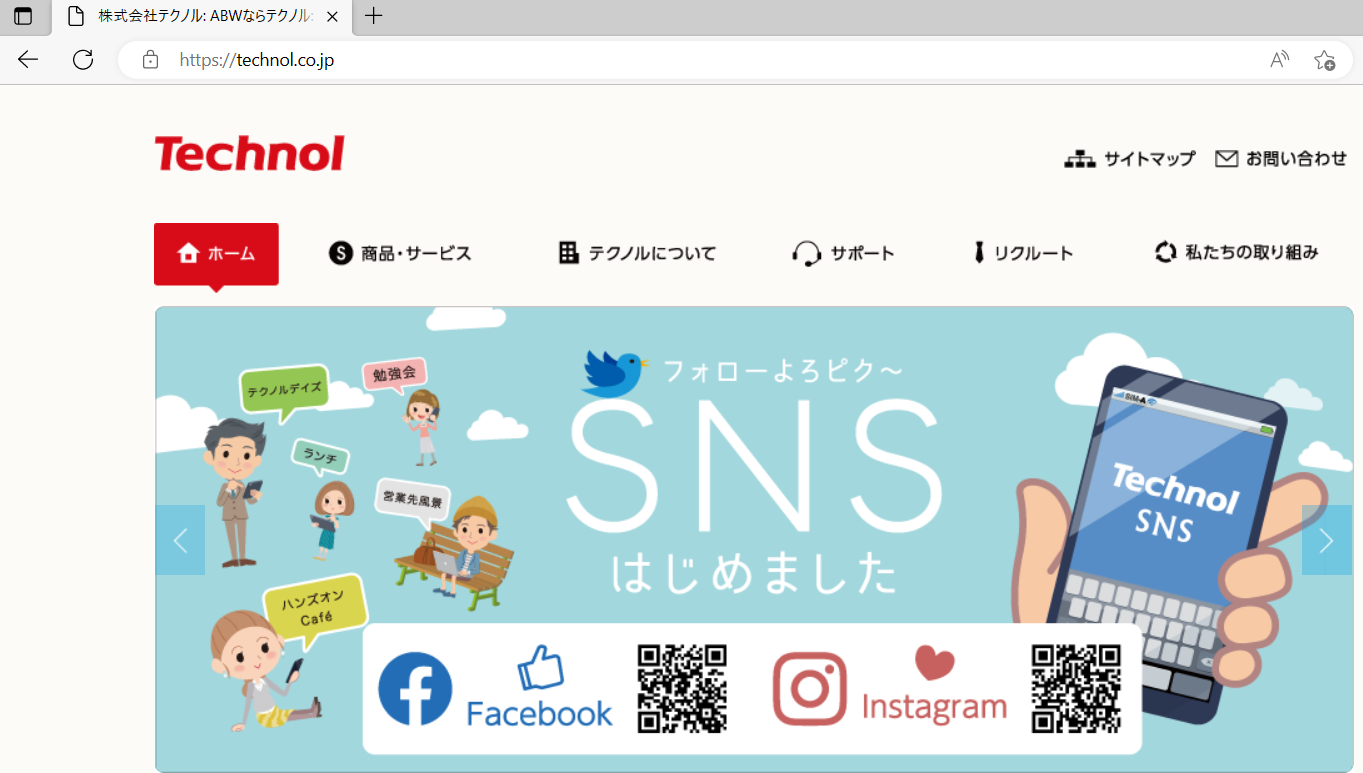 株式会社テクノル: ABWならテクノル:
https://technol.co.jp
Technol
サイトマップ
お問い合わせ
ホーム
商品・サービス
テクノルについて
サポート
リクルート
私たちの取り組み
フォローよろピク～
SNS
はじめました
テクノルデイズ
勉強会
ランチ
営業先風景
ハンズオン
Café
SIM-A
Technol
SNS
Facebook
Instagram